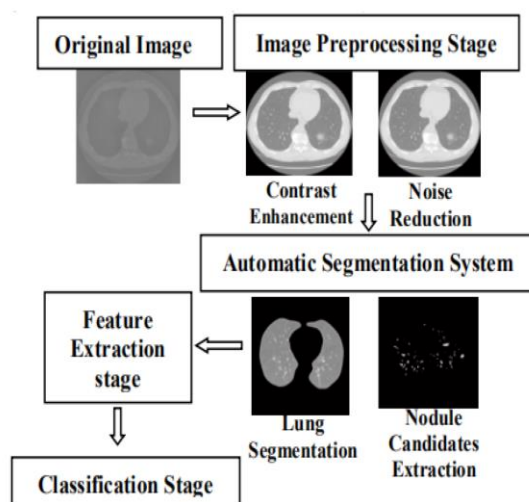 Original Image
Image Preprocessing Stage
Contrast
Enhancement
Noise
Reduction
Automatic Segmentation System
Feature
Extraction
stage
Lung
Segmentation
Nodule
Candidates
Extraction
Classification Stage